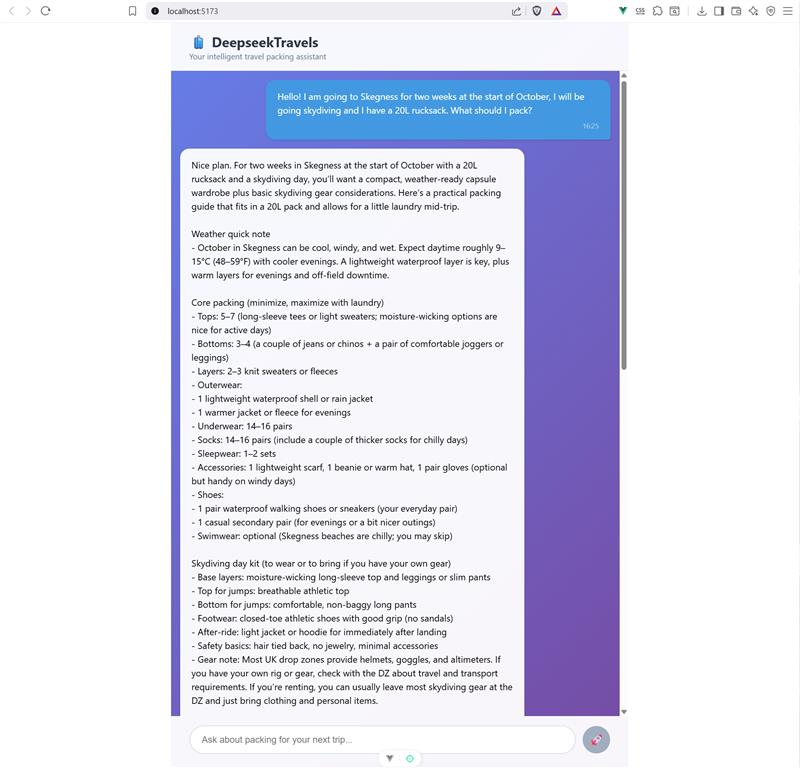 localhost:5173
CSS
DeepseekTravels
Your intelligent travel packing assistant
Hello! I am going to Skegness for two weeks at the start of October, I will be
going skydiving and I have a 20L rucksack. What should I pack?
16:25
Nice plan. For two weeks in Skegness at the start of October with a 20L
rucksack and a skydiving day, you'll want a compact, weather-ready capsule
wardrobe plus basic skydiving gear considerations. Here's a practical packing
guide that fits in a 20L pack and allows for a little laundry mid-trip.
Weather quick note
- October in Skegness can be cool, windy, and wet. Expect daytime roughly 9–
15°C (48–59°F) with cooler evenings. A lightweight waterproof layer is key, plus
warm layers for evenings and off-field downtime.
Core packing (minimize, maximize with laundry)
- Tops: 5–7 (long-sleeve tees or light sweaters; moisture-wicking options are
nice for active days)
- Bottoms: 3–4 (a couple of jeans or chinos + a pair of comfortable joggers or
leggings)
- Layers: 2–3 knit sweaters or fleeces
- Outerwear:
- 1 lightweight waterproof shell or rain jacket
- 1 warmer jacket or fleece for evenings
- Underwear: 14–16 pairs
- Socks: 14–16 pairs (include a couple of thicker socks for chilly days)
- Sleepwear: 1–2 sets
- Accessories: 1 lightweight scarf, 1 beanie or warm hat, 1 pair gloves (optional
but handy on windy days)
- Shoes:
- 1 pair waterproof walking shoes or sneakers (your everyday pair)
- 1 casual secondary pair (for evenings or a bit nicer outings)
- Swimwear: optional (Skegness beaches are chilly; you may skip)
Skydiving day kit (to wear or to bring if you have your own gear)
- Base layers: moisture-wicking long-sleeve top and leggings or slim pants
- Top for jumps: breathable athletic top
- Bottom for jumps: comfortable, non-baggy long pants
- Footwear: closed-toe athletic shoes with good grip (no sandals)
- After-ride: light jacket or hoodie for immediately after landing
- Safety basics: hair tied back, no jewelry, minimal accessories
- Gear note: Most UK drop zones provide helmets, goggles, and altimeters. If
you have your own rig or gear, check with the DZ about travel and transport
requirements. If you're renting, you can usually leave most skydiving gear at the
DZ and just bring clothing and personal items.
Ask about packing for your next trip...